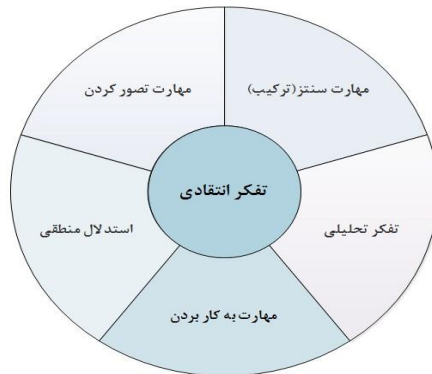 مهارت سنتز(ترکیب)
مهارت تصور کردن
تفکر انتقادی
تفکر تحلیلی
استدلال منطقی
مهارت به کار بردن